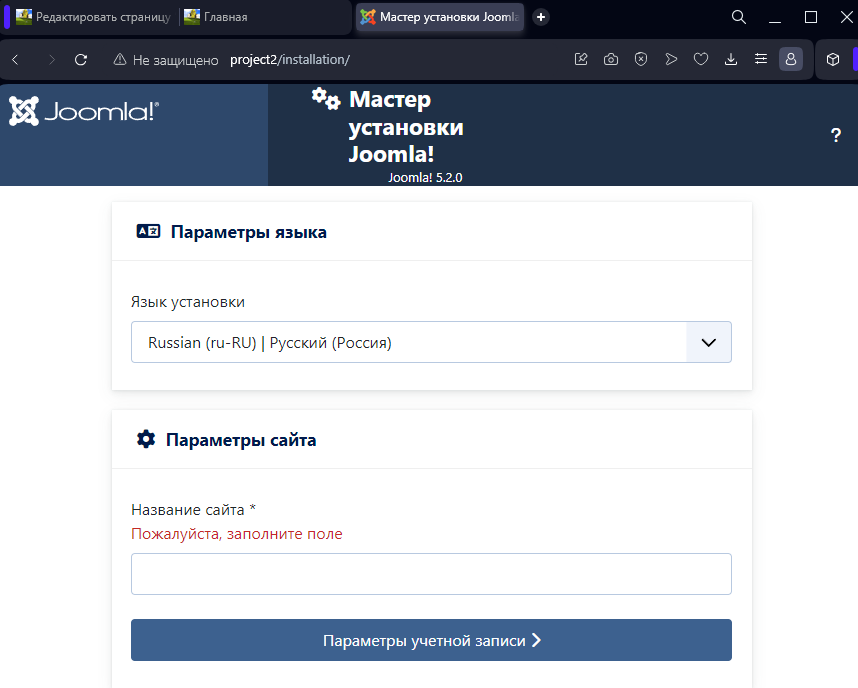 Редактировать страницу
Главная
Мастер установки Joomla
Не защищено project2/installation/
Joomla!®
Мастер
установки
Joomla!
Joomla! 5.2.0
?
Параметры языка
Язык установки
Russian (ru-RU) | Русский (Россия)
Параметры сайта
Название сайта *
Пожалуйста, заполните поле
Параметры учетной записи